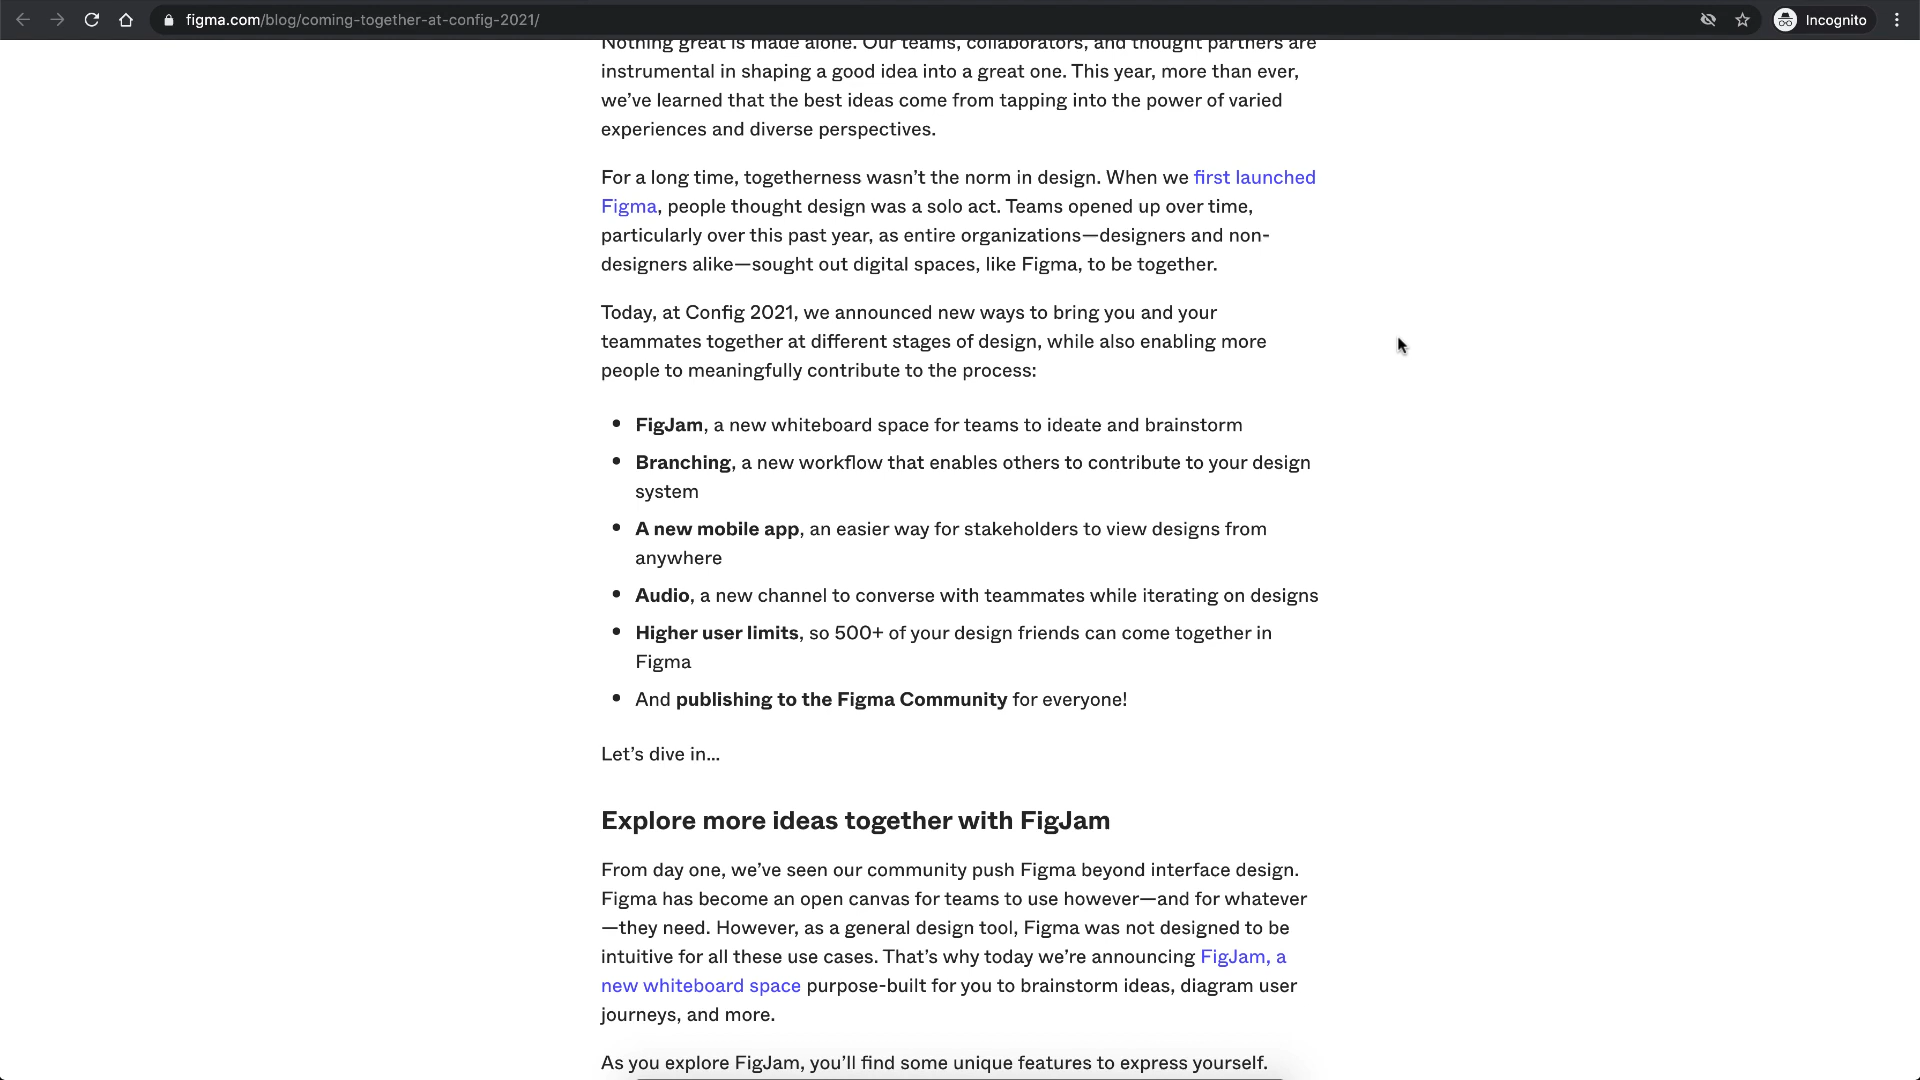 figma.com/blog/coming-together-at-config-2021/
Incognito
Nothing great is made alone. Our teams, collaborators, and thought partners are
instrumental in shaping a good idea into a great one. This year, more than ever,
we’ve learned that the best ideas come from tapping into the power of varied
experiences and diverse perspectives.
For a long time, togetherness wasn’t the norm in design. When we first launched
Figma, people thought design was a solo act. Teams opened up over time,
particularly over this past year, as entire organizations—designers and non-
designers alike—sought out digital spaces, like Figma, to be together.
Today, at Config 2021, we announced new ways to bring you and your
teammates together at different stages of design, while also enabling more
people to meaningfully contribute to the process:
• FigJam, a new whiteboard space for teams to ideate and brainstorm
• Branching, a new workflow that enables others to contribute to your design
system
• A new mobile app, an easier way for stakeholders to view designs from
anywhere
• Audio, a new channel to converse with teammates while iterating on designs
• Higher user limits, so 500+ of your design friends can come together in
Figma
• And publishing to the Figma Community for everyone!
Let’s dive in...
Explore more ideas together with FigJam
From day one, we’ve seen our community push Figma beyond interface design.
Figma has become an open canvas for teams to use however—and for whatever
—they need. However, as a general design tool, Figma was not designed to be
intuitive for all these use cases. That’s why today we’re announcing FigJam, a
new whiteboard space purpose-built for you to brainstorm ideas, diagram user
journeys, and more.
As you explore FigJam, you’ll find some unique features to express yourself.